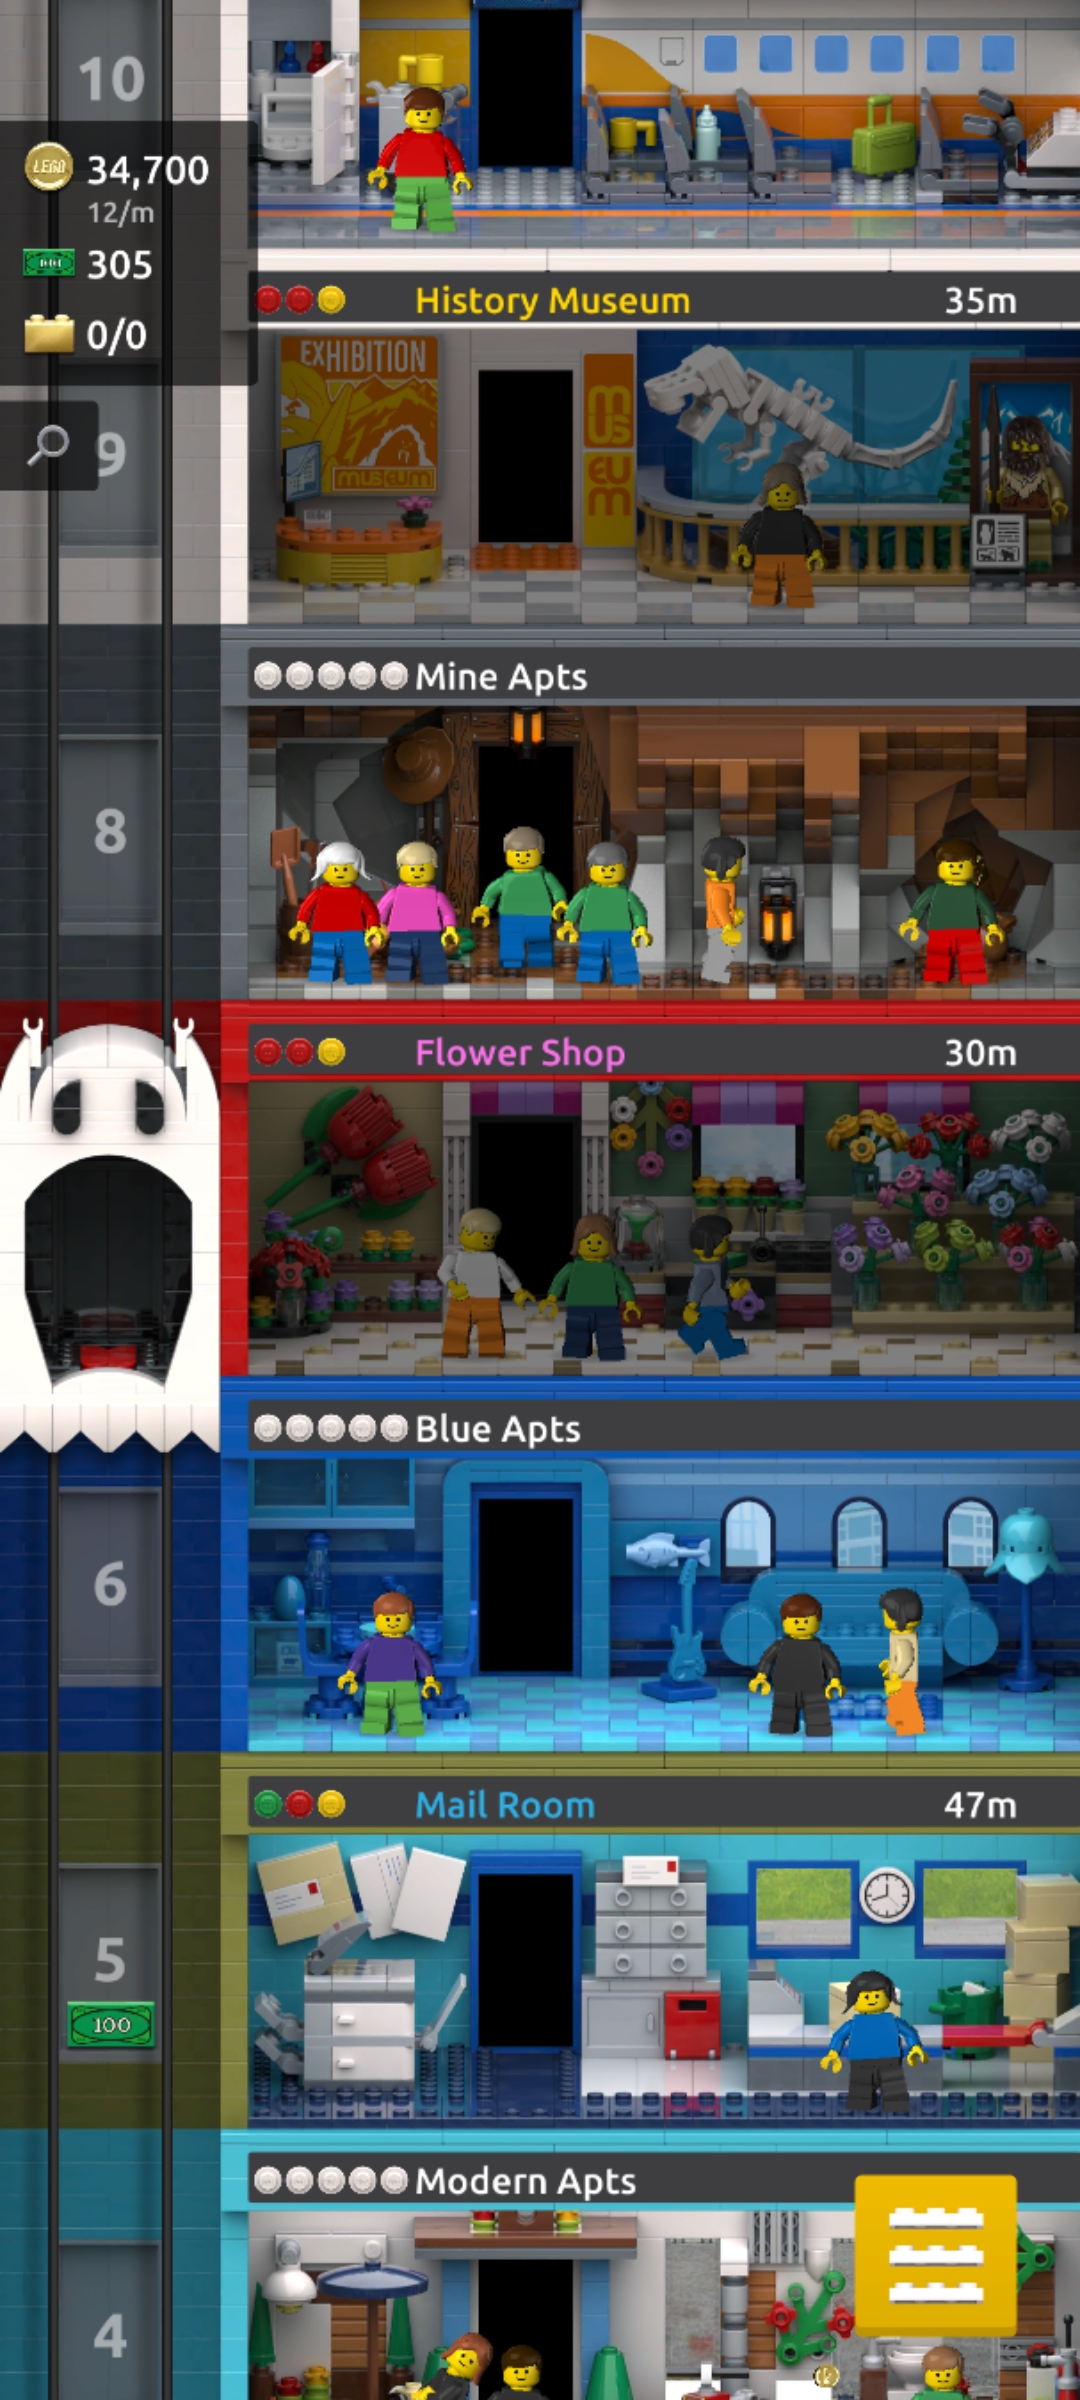 10
LEGO
34,700
12/m
305
0/0
History Museum
35m
EXHIBITION
museum
mus
eum
9
Mine Apts
8
Flower Shop
30m
Blue Apts
6
Mail Room
47m
5
100
Modern Apts
4